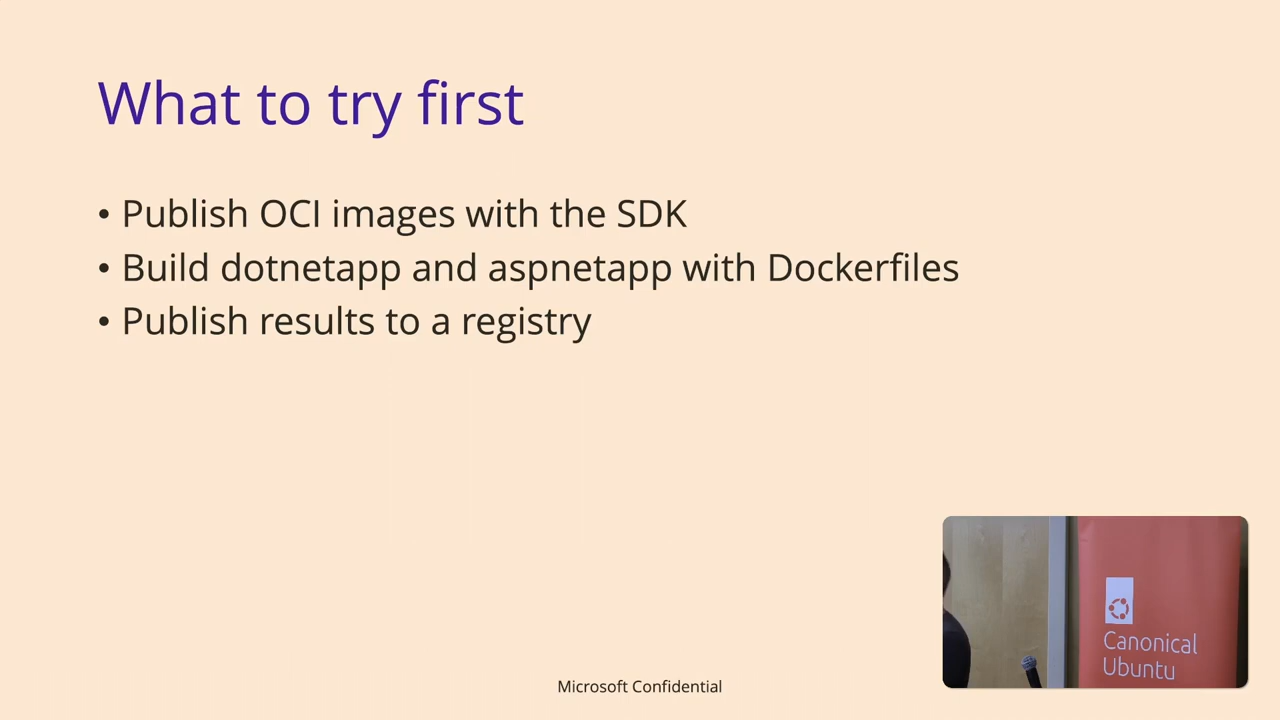 What to try first
• Publish OCI images with the SDK
• Build dotnetapp and aspnetapp with Dockerfiles
• Publish results to a registry
Canonical
Ubuntu
Microsoft Confidential